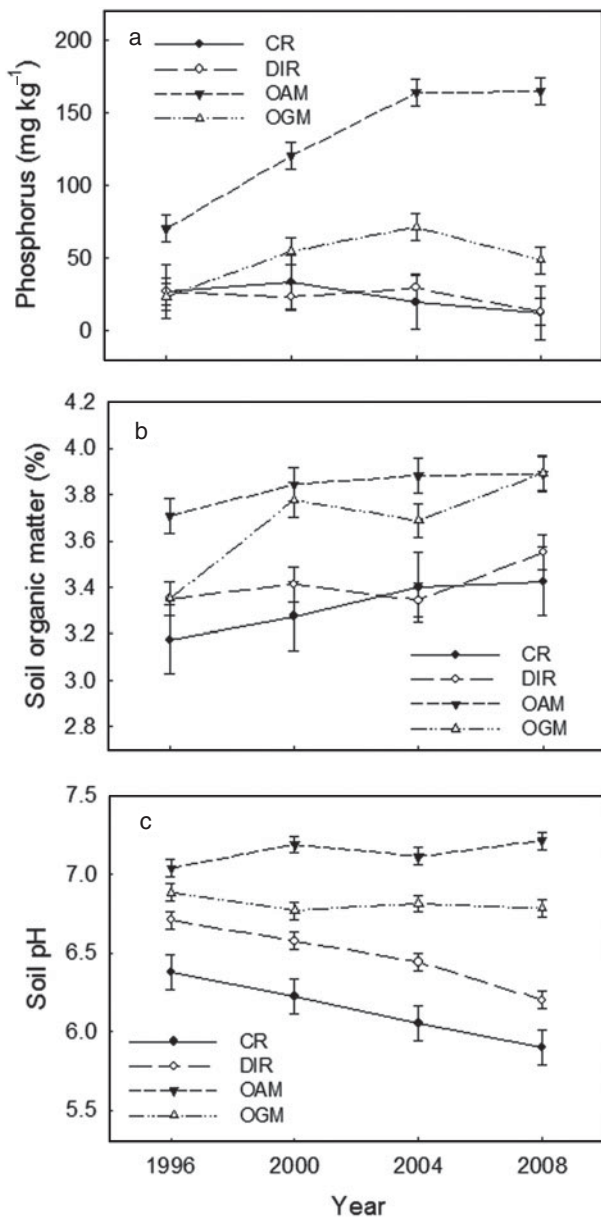 a
CR
DIR
OAM
OGM
Phosphorus (mg kg⁻¹)
200
150
100
50
0
b
Soil organic matter (%)
4.2
4.0
3.8
3.6
3.4
3.2
3.0
2.8
CR
DIR
OAM
OGM
c
Soil pH
7.5
7.0
6.5
6.0
5.5
CR
DIR
OAM
OGM
1996 2000 2004 2008
Year